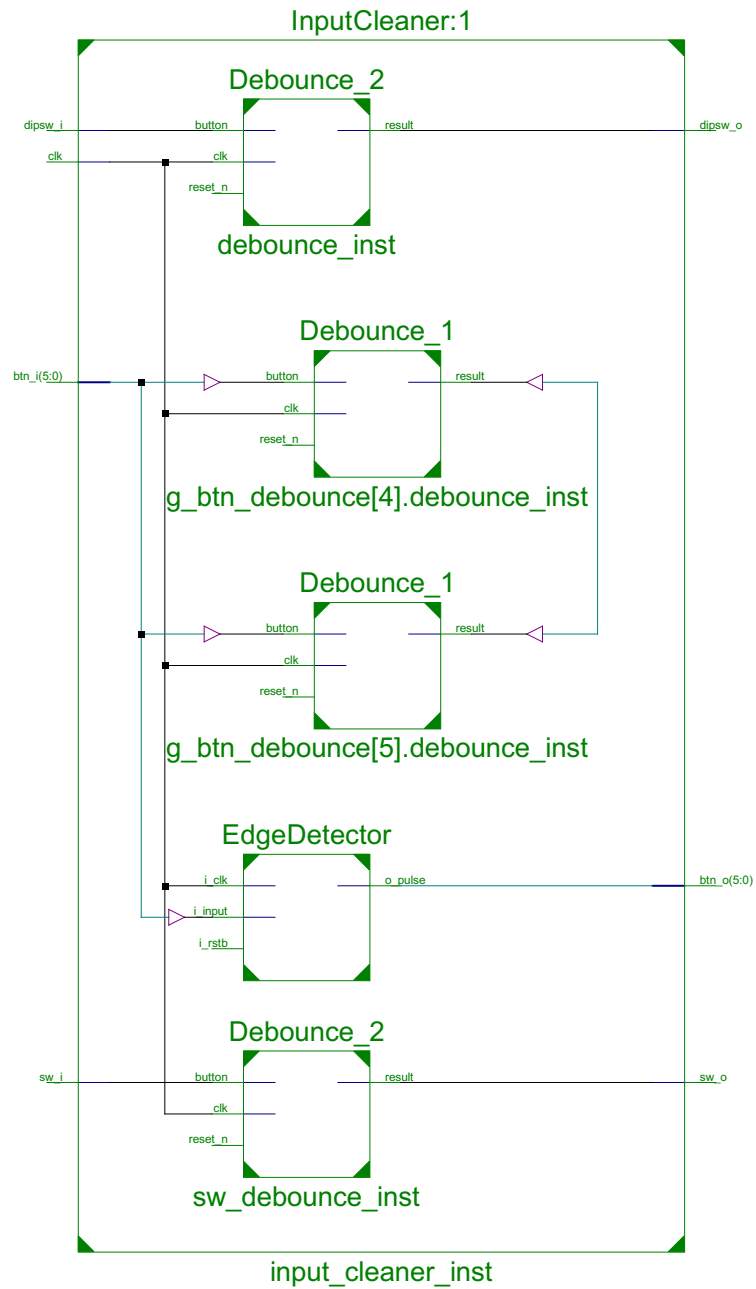 InputCleaner:1
Debounce_2
dipsw_i
button
result
dipsw_o
clk
clk
reset_n
debounce_inst
Debounce_1
btn_i(5:0)
button
result
clk
reset_n
g_btn_debounce[4].debounce_inst
Debounce_1
button
result
clk
reset_n
g_btn_debounce[5].debounce_inst
EdgeDetector
i_clk
o_pulse
btn_o(5:0)
i_input
i_rstb
Debounce_2
sw_i
button
result
sw_o
clk
reset_n
sw_debounce_inst
input_cleaner_inst